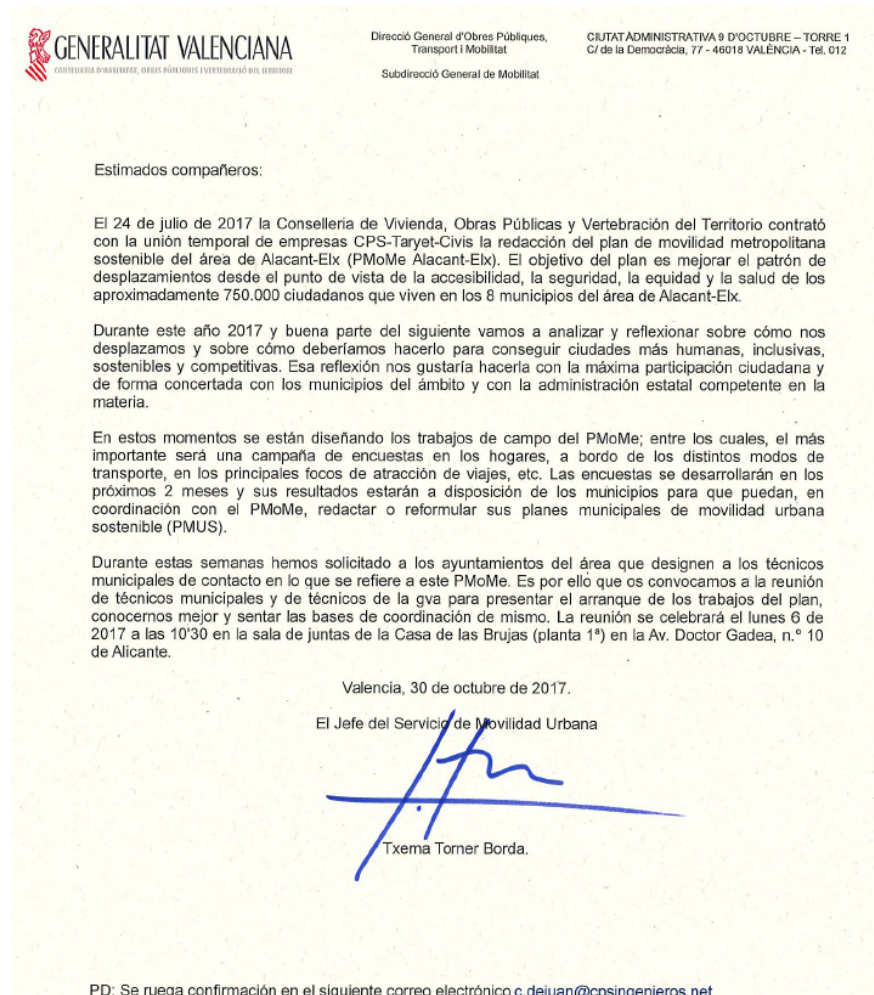 GENERALITAT VALENCIANA
CONSELLERIA D'HABITATGE, OBRES PÚBLIQUES I VERTEBRACIÓ DEL TERRITORI
Direcció General d'Obres Públiques,
Transport i Mobilitat
Subdirecció General de Mobilitat
CIUTAT ADMINISTRATIVA 9 D'OCTUBRE – TORRE 1
C/ de la Democràcia, 77 - 46018 VALÈNCIA - Tel. 012
Estimados compañeros:
El 24 de julio de 2017 la Conselleria de Vivienda, Obras Públicas y Vertebración del Territorio contrató
con la unión temporal de empresas CPS-Taryet-Civis la redacción del plan de movilidad metropolitana
sostenible del área de Alacant-Elx (PMoMe Alacant-Elx). El objetivo del plan es mejorar el patrón de
desplazamientos desde el punto de vista de la accesibilidad, la seguridad, la equidad y la salud de los
aproximadamente 750.000 ciudadanos que viven en los 8 municipios del área de Alacant-Elx.
Durante este año 2017 y buena parte del siguiente vamos a analizar y reflexionar sobre cómo nos
desplazamos y sobre cómo deberíamos hacerlo para conseguir ciudades más humanas, inclusivas,
sostenibles y competitivas. Esa reflexión nos gustaría hacerla con la máxima participación ciudadana y
de forma concertada con los municipios del ámbito y con la administración estatal competente en la
materia.
En estos momentos se están diseñando los trabajos de campo del PMoMe; entre los cuales, el más
importante será una campaña de encuestas en los hogares, a bordo de los distintos modos de
transporte, en los principales focos de atracción de viajes, etc. Las encuestas se desarrollarán en los
próximos 2 meses y sus resultados estarán a disposición de los municipios para que puedan, en
coordinación con el PMoMe, redactar o reformular sus planes municipales de movilidad urbana
sostenible (PMUS).
Durante estas semanas hemos solicitado a los ayuntamientos del área que designen a los técnicos
municipales de contacto en lo que se refiere a este PMoMe. Es por ello que os convocamos a la reunión
de técnicos municipales y de técnicos de la gva para presentar el arranque de los trabajos del plan,
conocernos mejor y sentar las bases de coordinación de mismo. La reunión se celebrará el lunes 6 de
2017 a las 10'30 en la sala de juntas de la Casa de las Brujas (planta 1ª) en la Av. Doctor Gadea, n.º 10
de Alicante.
Valencia, 30 de octubre de 2017.
El Jefe del Servicio de Movilidad Urbana
Txema Torner Borda.
PD: Se ruega confirmación en el siguiente correo electrónico c.dejuan@cpsingenieros.net